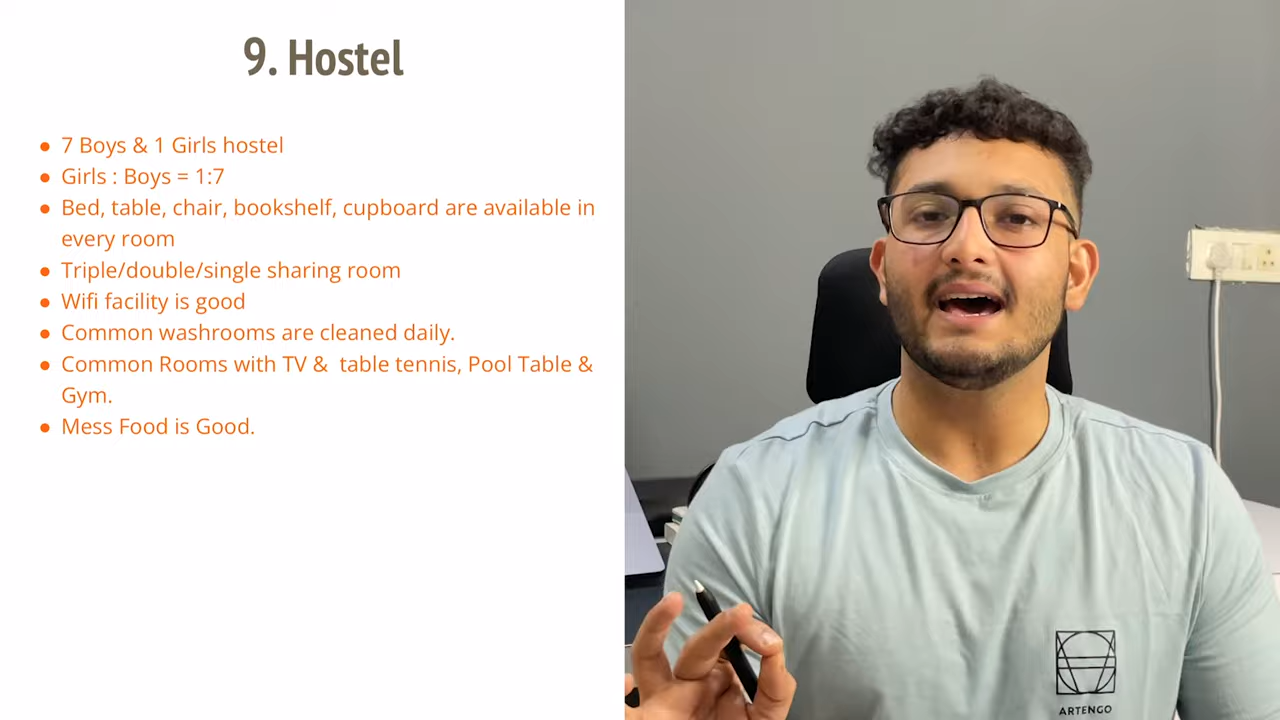 9. Hostel
● 7 Boys & 1 Girls hostel
● Girls : Boys = 1:7
● Bed, table, chair, bookshelf, cupboard are available in
every room
● Triple/double/single sharing room
● Wifi facility is good
● Common washrooms are cleaned daily.
● Common Rooms with TV &  table tennis, Pool Table &
Gym.
● Mess Food is Good.
ARTENGO